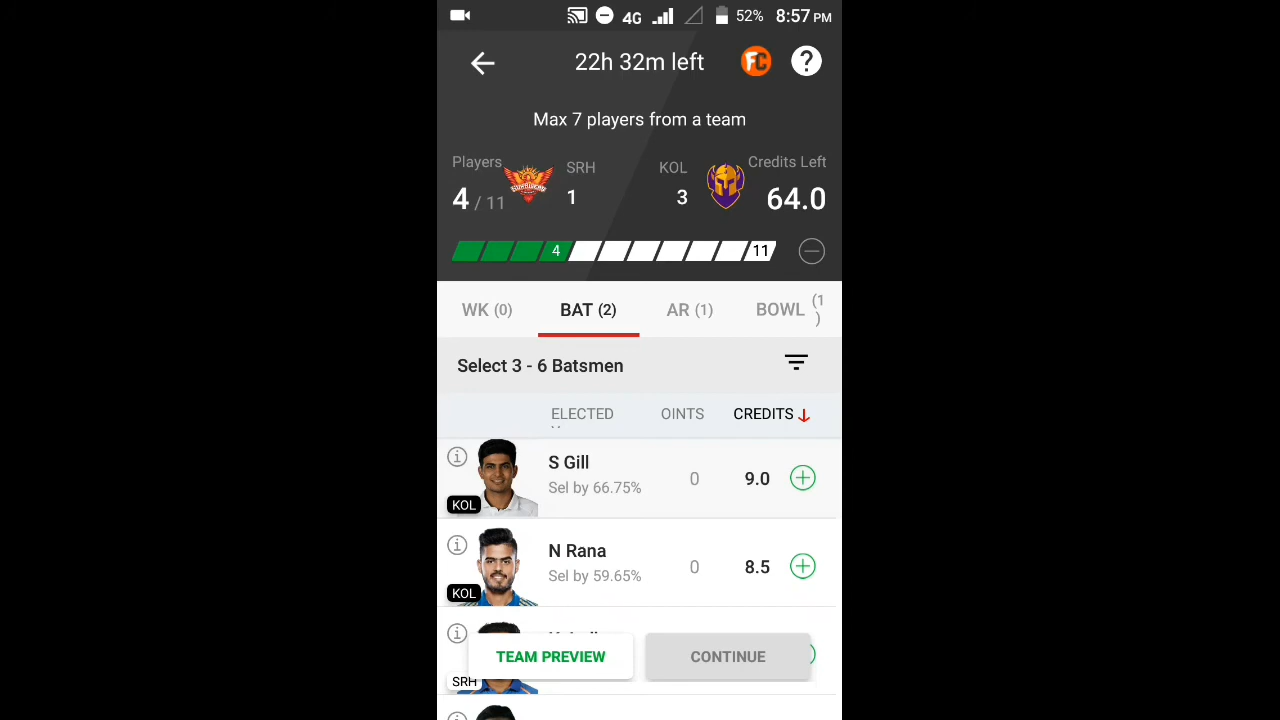 4G 52% 8:57 PM
22h 32m left FC ?
Max 7 players from a team
Players SRH KOL Credits Left
4 / 11 1 3 64.0
4 11
WK (0) BAT (2) AR (1) BOWL (1)
Select 3 - 6 Batsmen
ELECTED OINTS CREDITS
S Gill
Sel by 66.75% 0 9.0
KOL
N Rana
Sel by 59.65% 0 8.5
KOL
TEAM PREVIEW CONTINUE
SRH